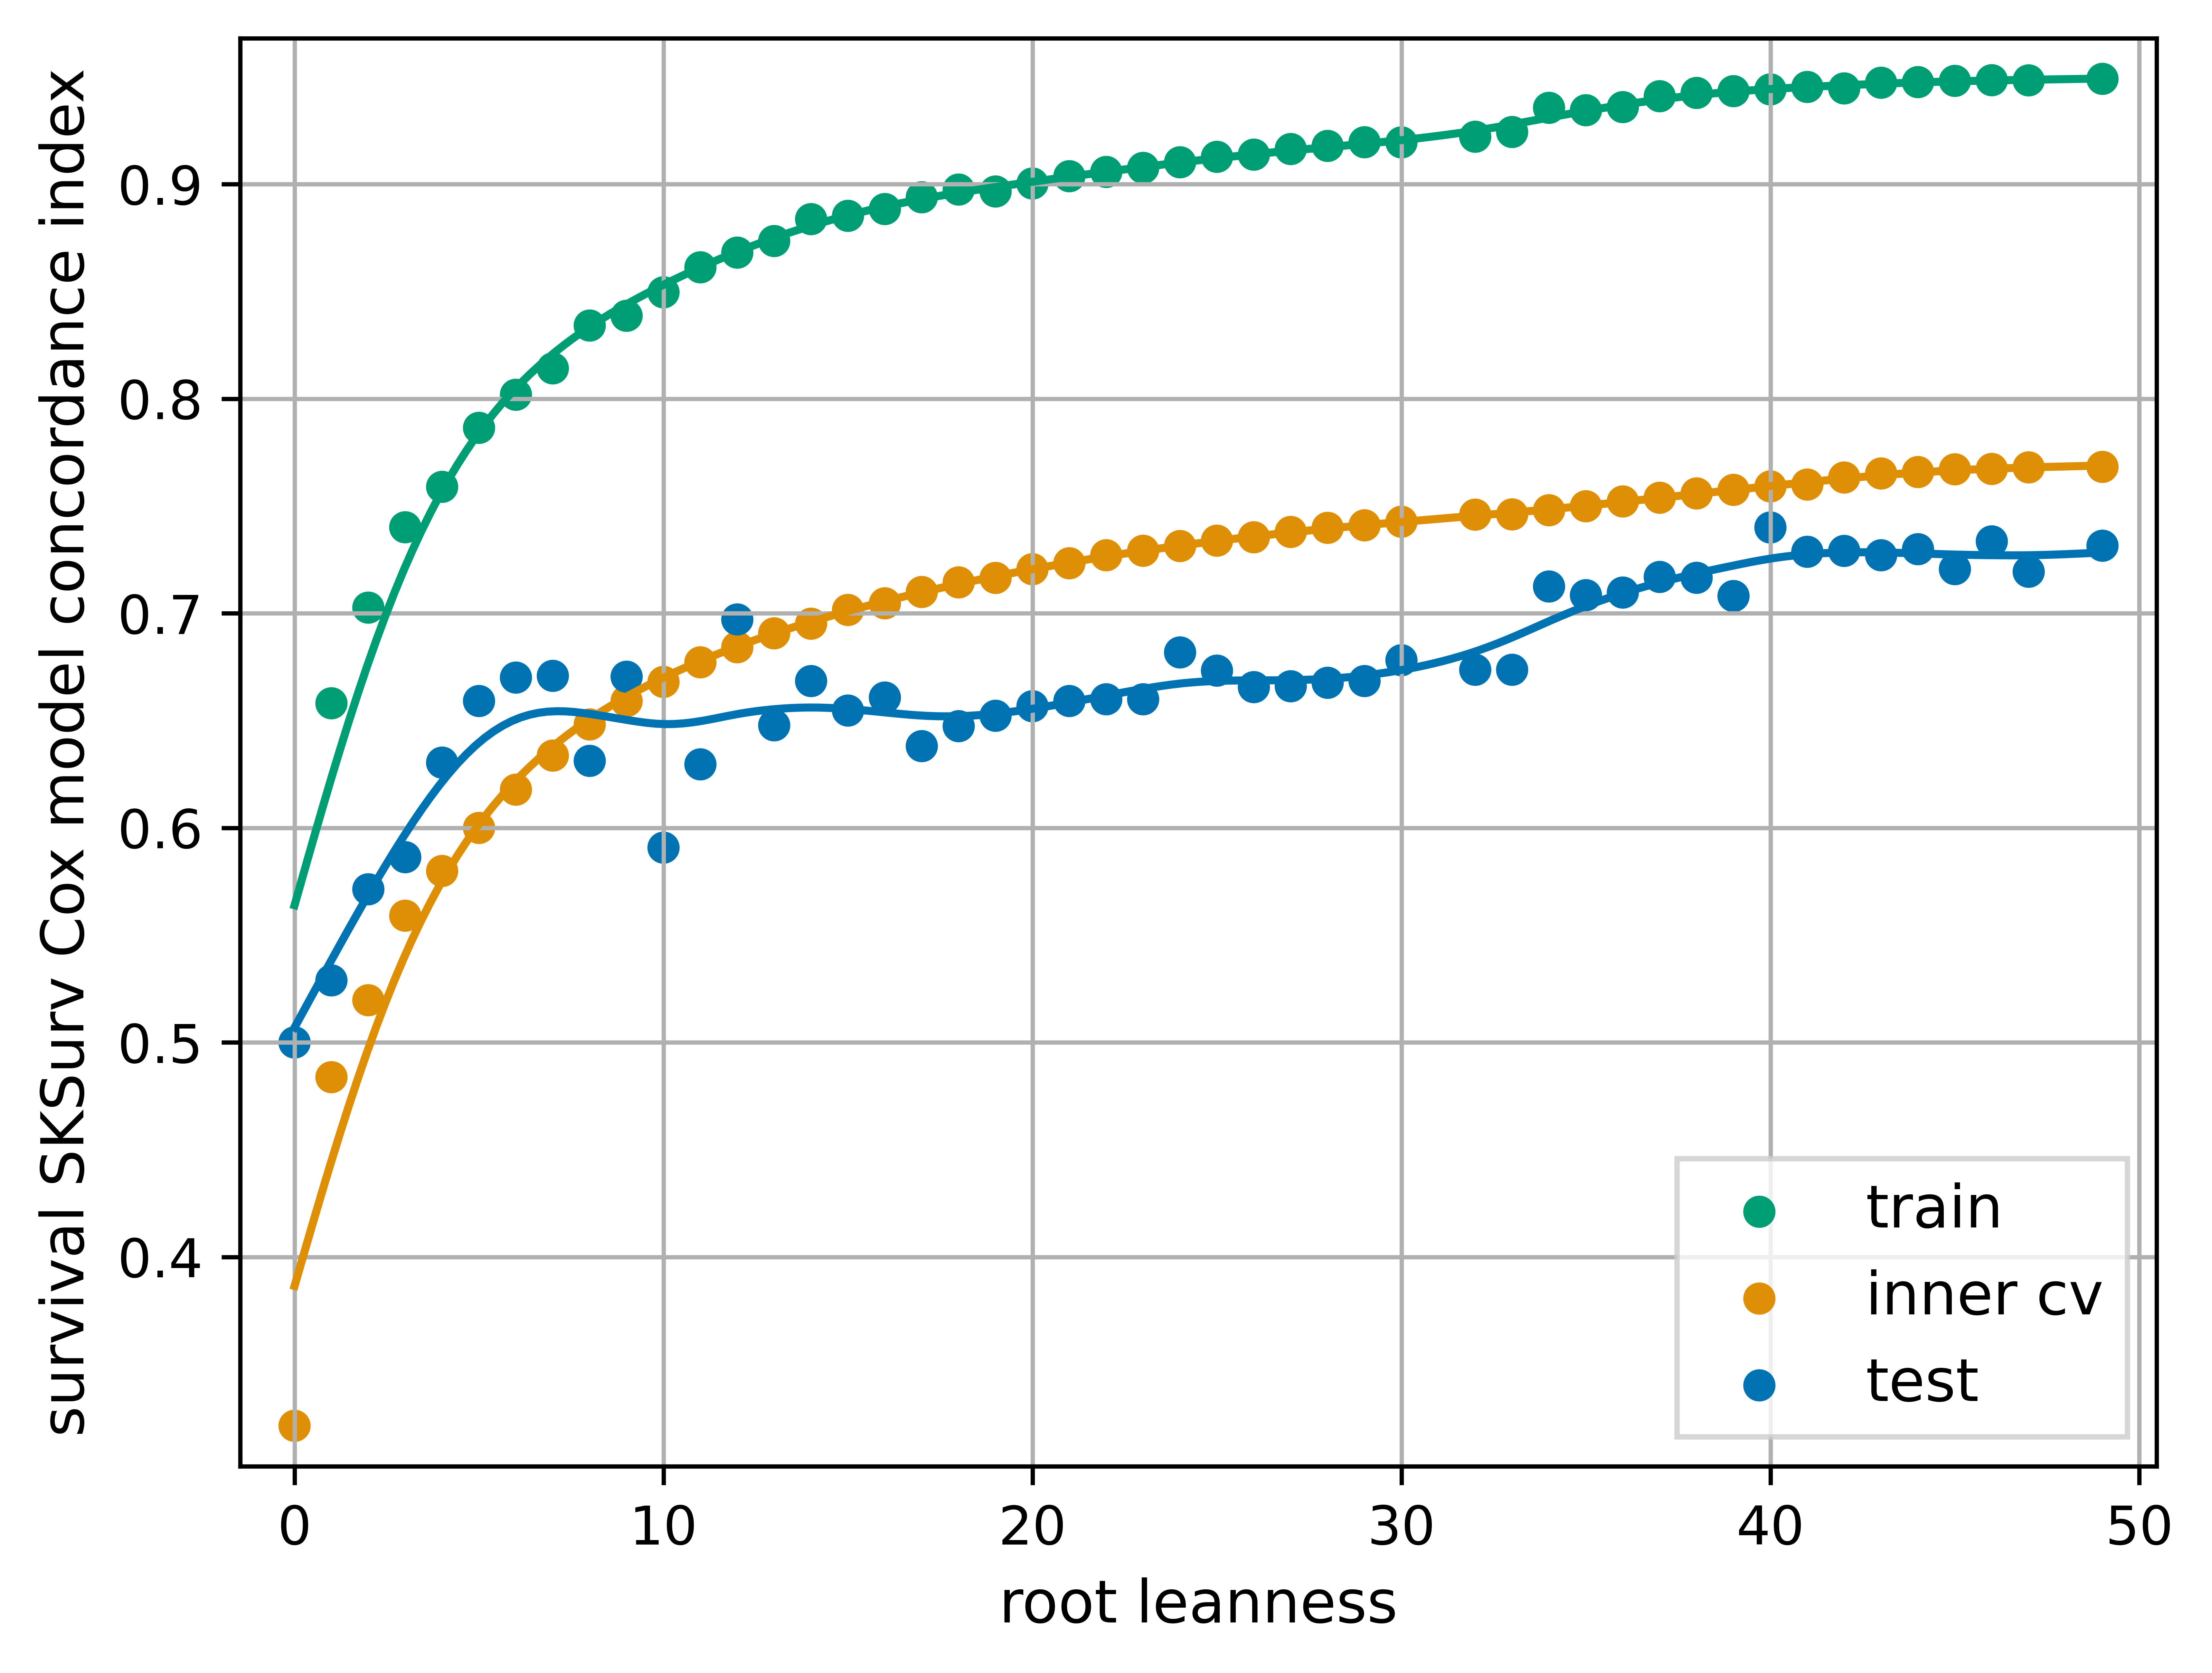 survival SKSurv Cox model concordance index
0.9
0.8
0.7
0.6
0.5
0.4
0 10 20 30 40 50
root leanness
train
inner cv
test